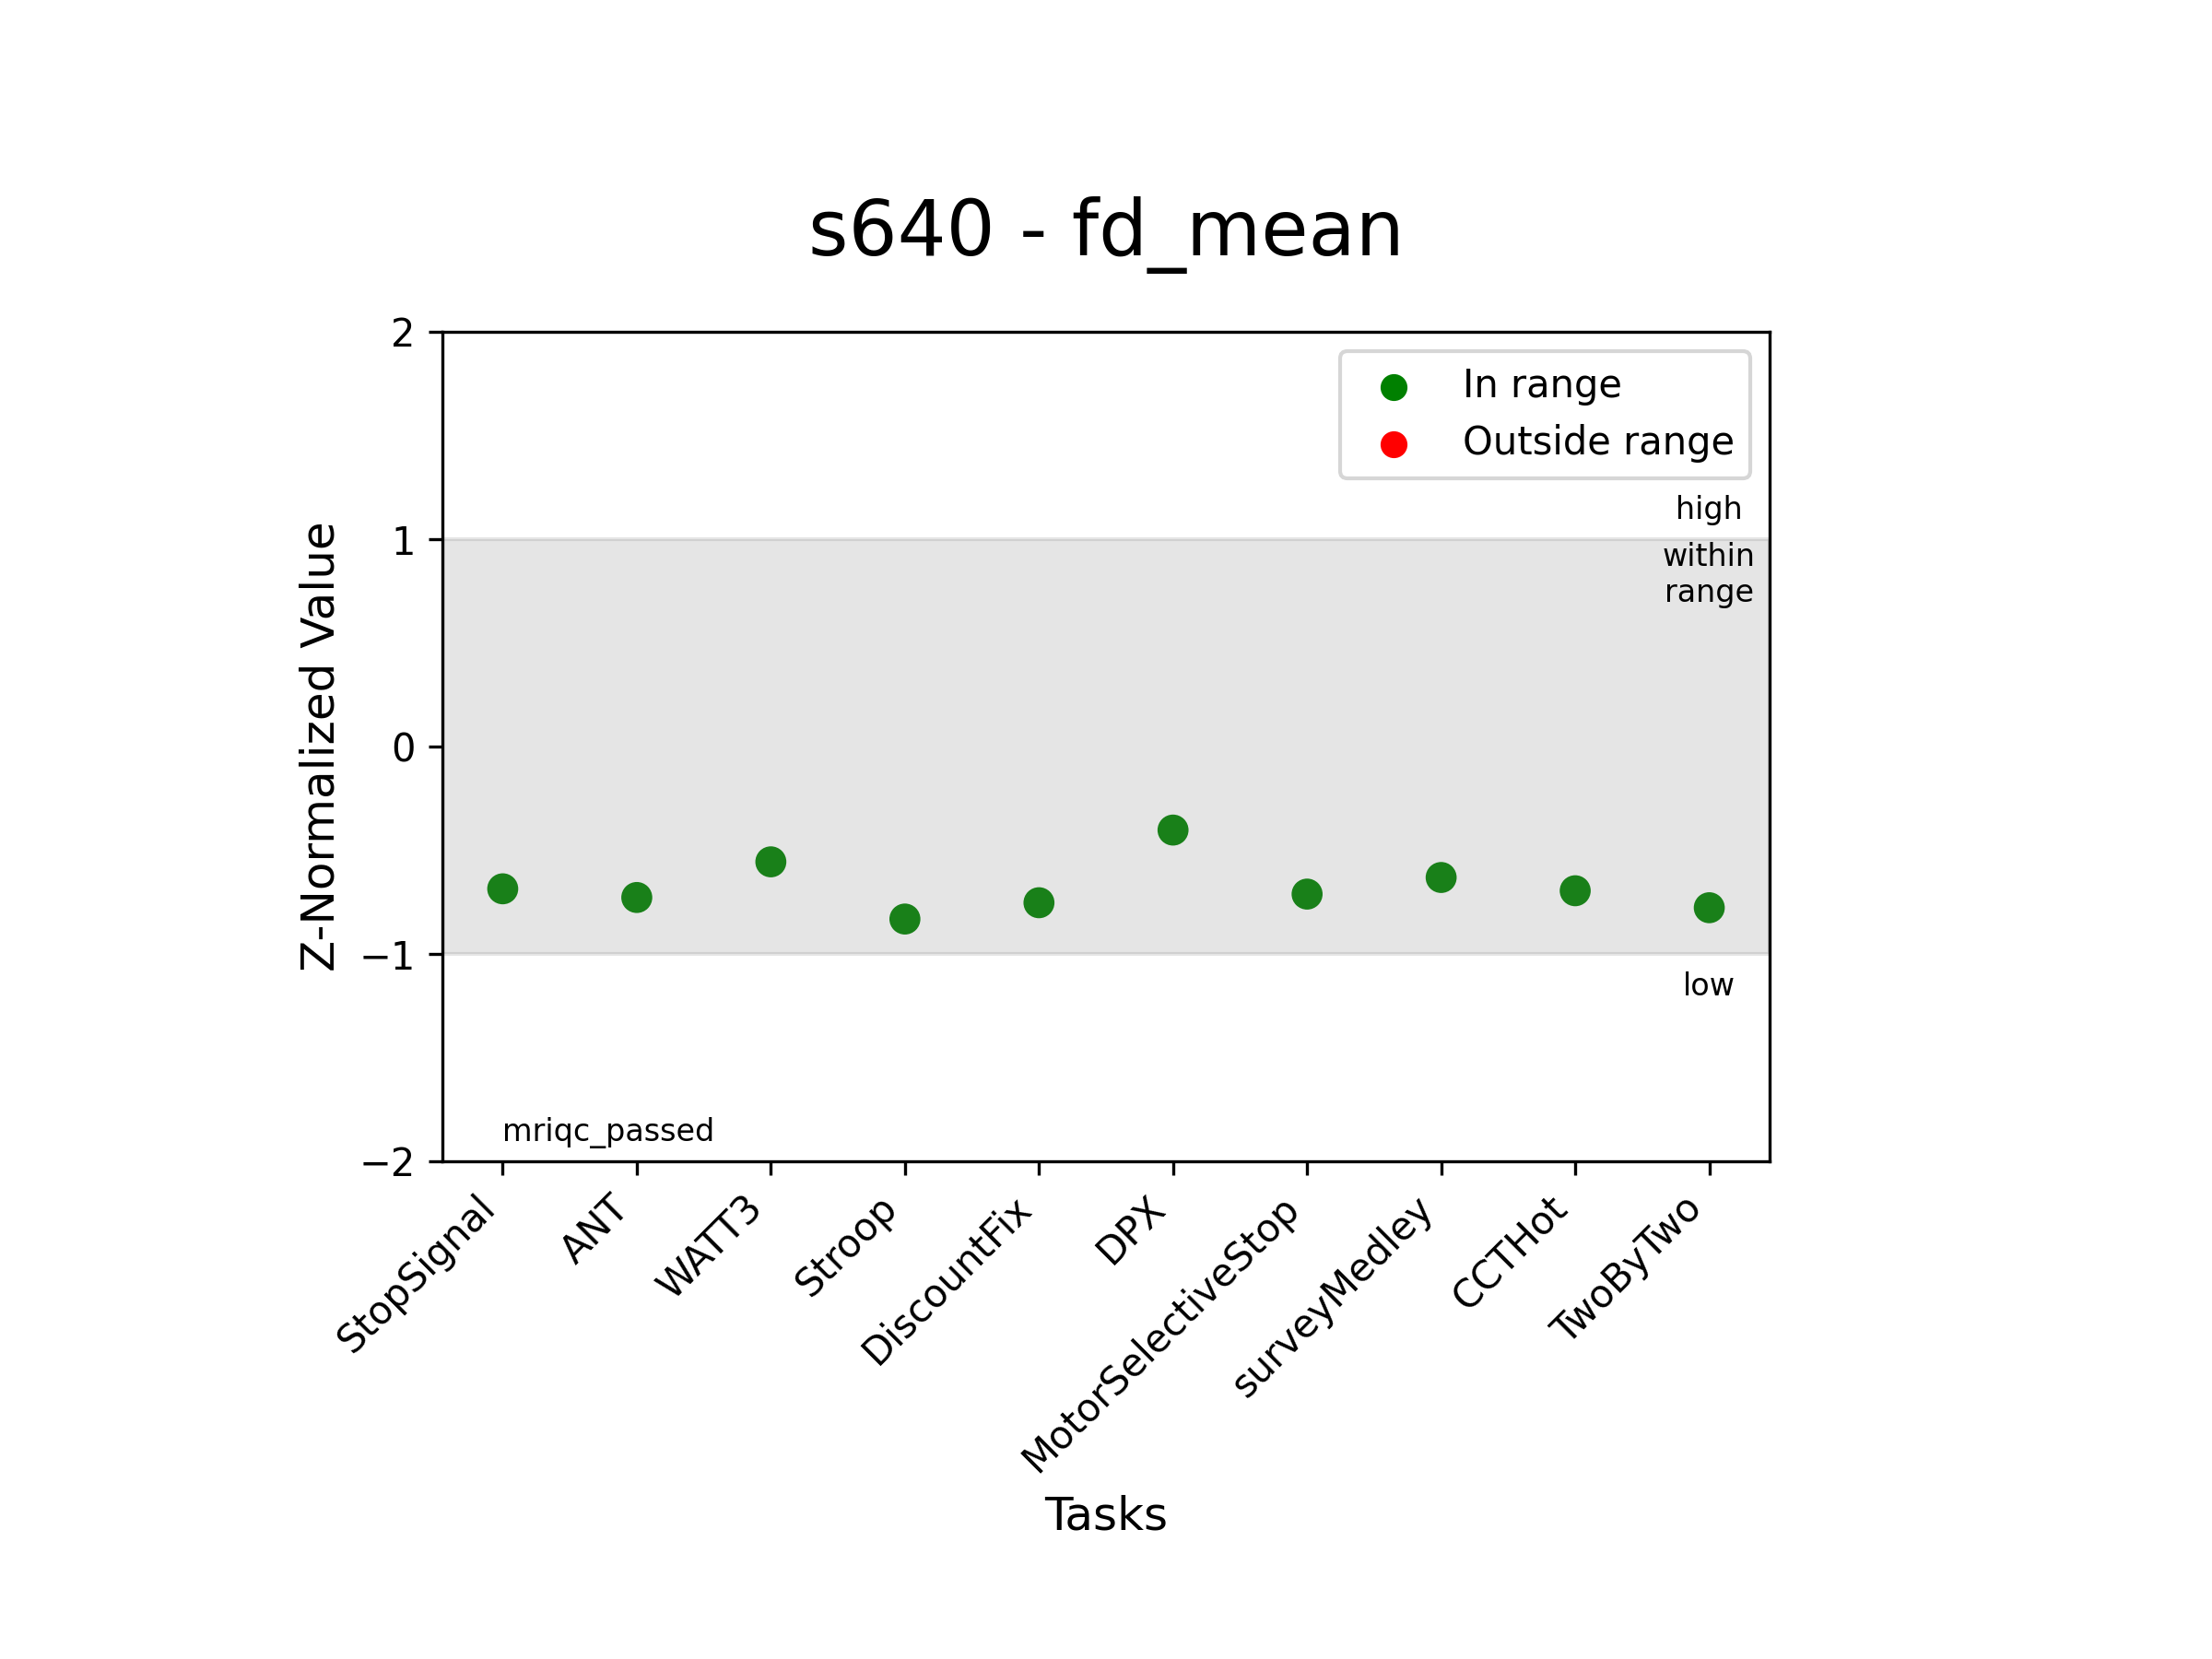 s640 - fd_mean
2
In range
Outside range
high
1
within
range
Z-Normalized Value
0
−1
low
mriqc_passed
−2
StopSignal
ANT
WATT3
Stroop
DiscountFix
DPX
MotorSelectiveStop
surveyMedley
CCTHot
TwoByTwo
Tasks